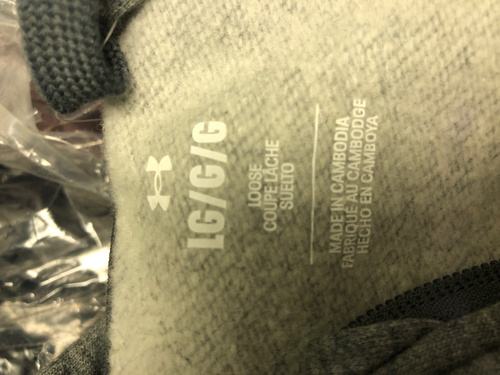 LG/G/G
LOOSE
COUPE LÂCHE
SUELTO
MADE IN CAMBODIA
FABRIQUÉ AU CAMBODGE
HECHO EN CAMBOYA